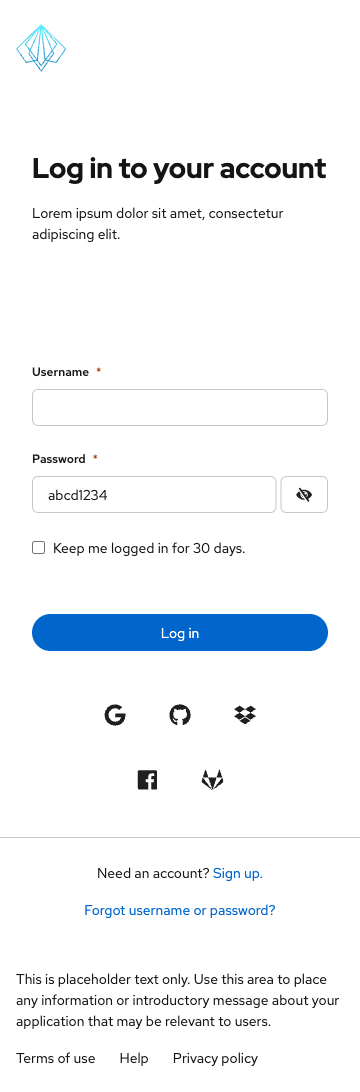 Log in to your account
Lorem ipsum dolor sit amet, consectetur
adipiscing elit.
Username *
Password *
abcd1234
Keep me logged in for 30 days.
Log in
Need an account? Sign up.
Forgot username or password?
This is placeholder text only. Use this area to place
any information or introductory message about your
application that may be relevant to users.
Terms of use Help Privacy policy